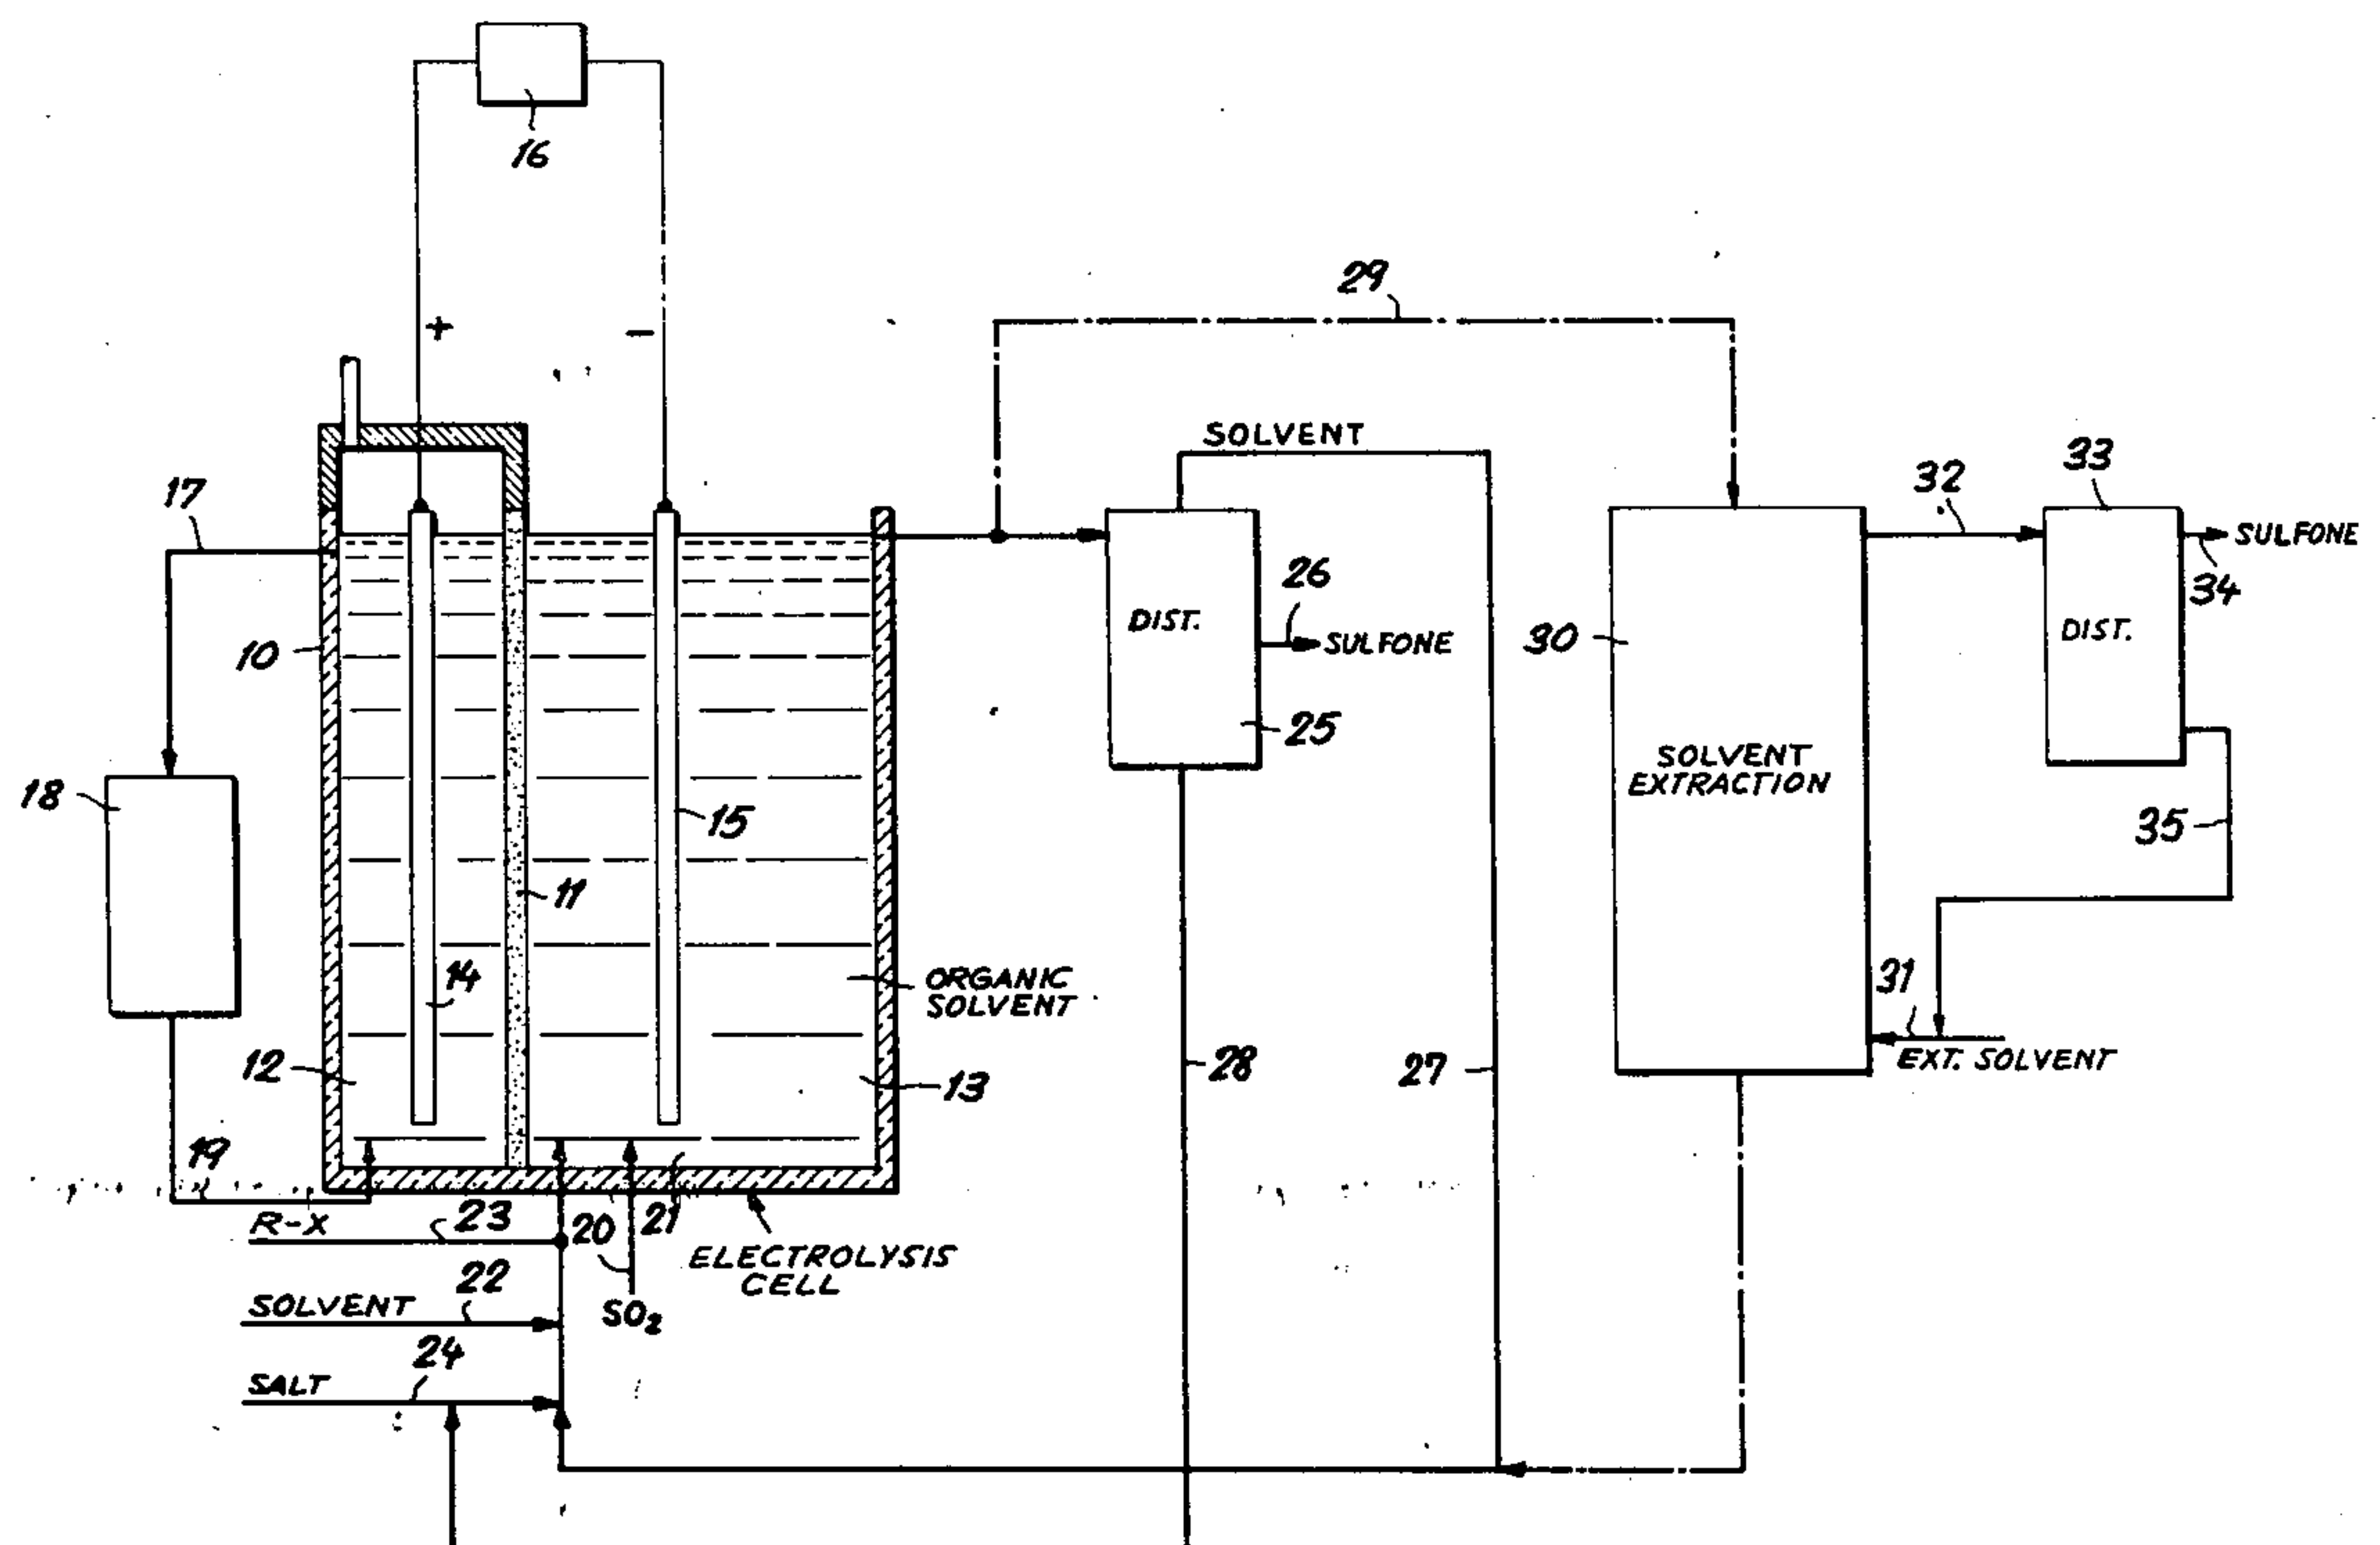 16
+
−
29
SOLVENT
17
32
33
SULFONE
34
26
SULFONE
DIST.
DIST.
10
30
25
18
15
SOLVENT
EXTRACTION
35
11
14
ORGANIC
SOLVENT
31
EXT. SOLVENT
12
13
28
27
19
R-X
23
20
21
ELECTROLYSIS
CELL
22
SOLVENT
SO₂
24
SALT